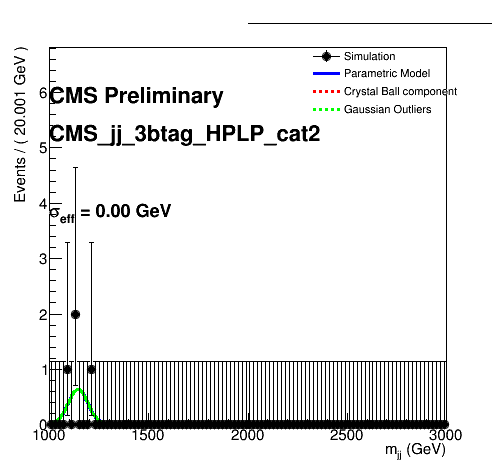 Simulation
Parametric Model
Crystal Ball component
Gaussian Outliers
CMS Preliminary
CMS_jj_3btag_HPLP_cat2
σeff = 0.00 GeV
Events / ( 20.001 GeV )
6
5
4
3
2
1
0
1000 1500 2000 2500 3000
mjj (GeV)